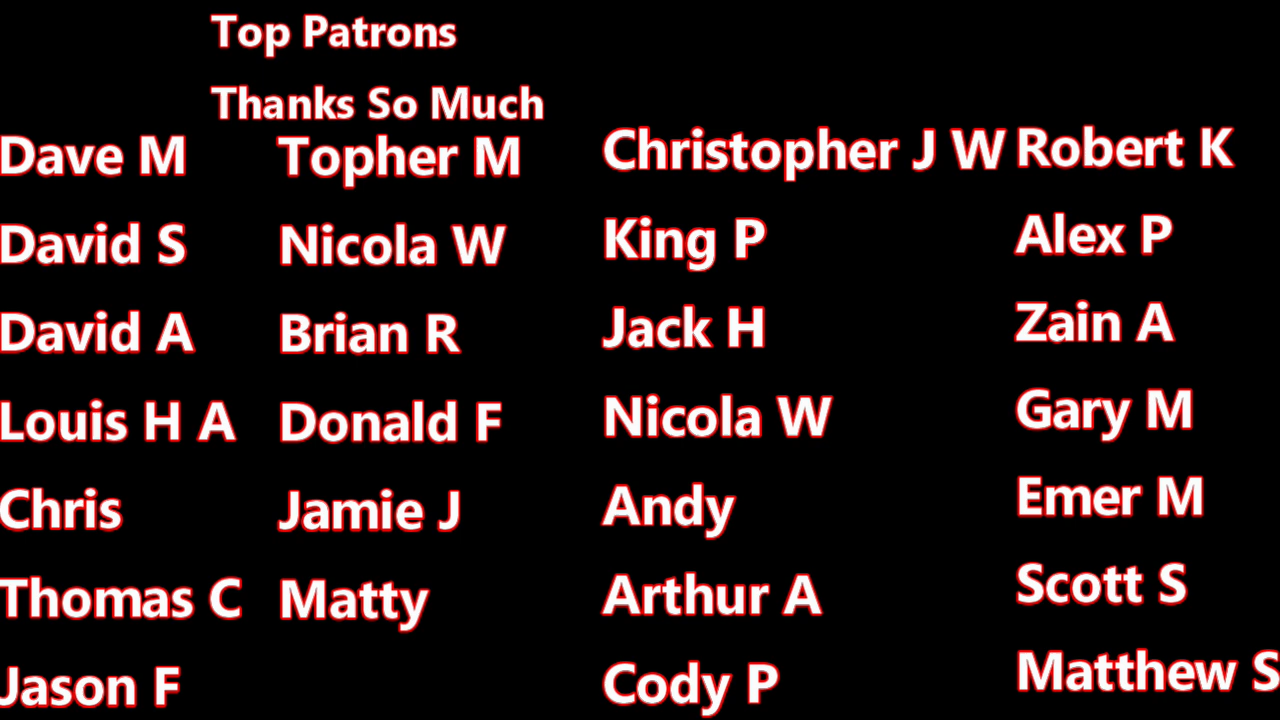 Top Patrons
Thanks So Much
Dave M
David S
David A
Louis H A
Chris
Thomas C
Jason F
Topher M
Nicola W
Brian R
Donald F
Jamie J
Matty
Christopher J W
King P
Jack H
Nicola W
Andy
Arthur A
Cody P
Robert K
Alex P
Zain A
Gary M
Emer M
Scott S
Matthew S